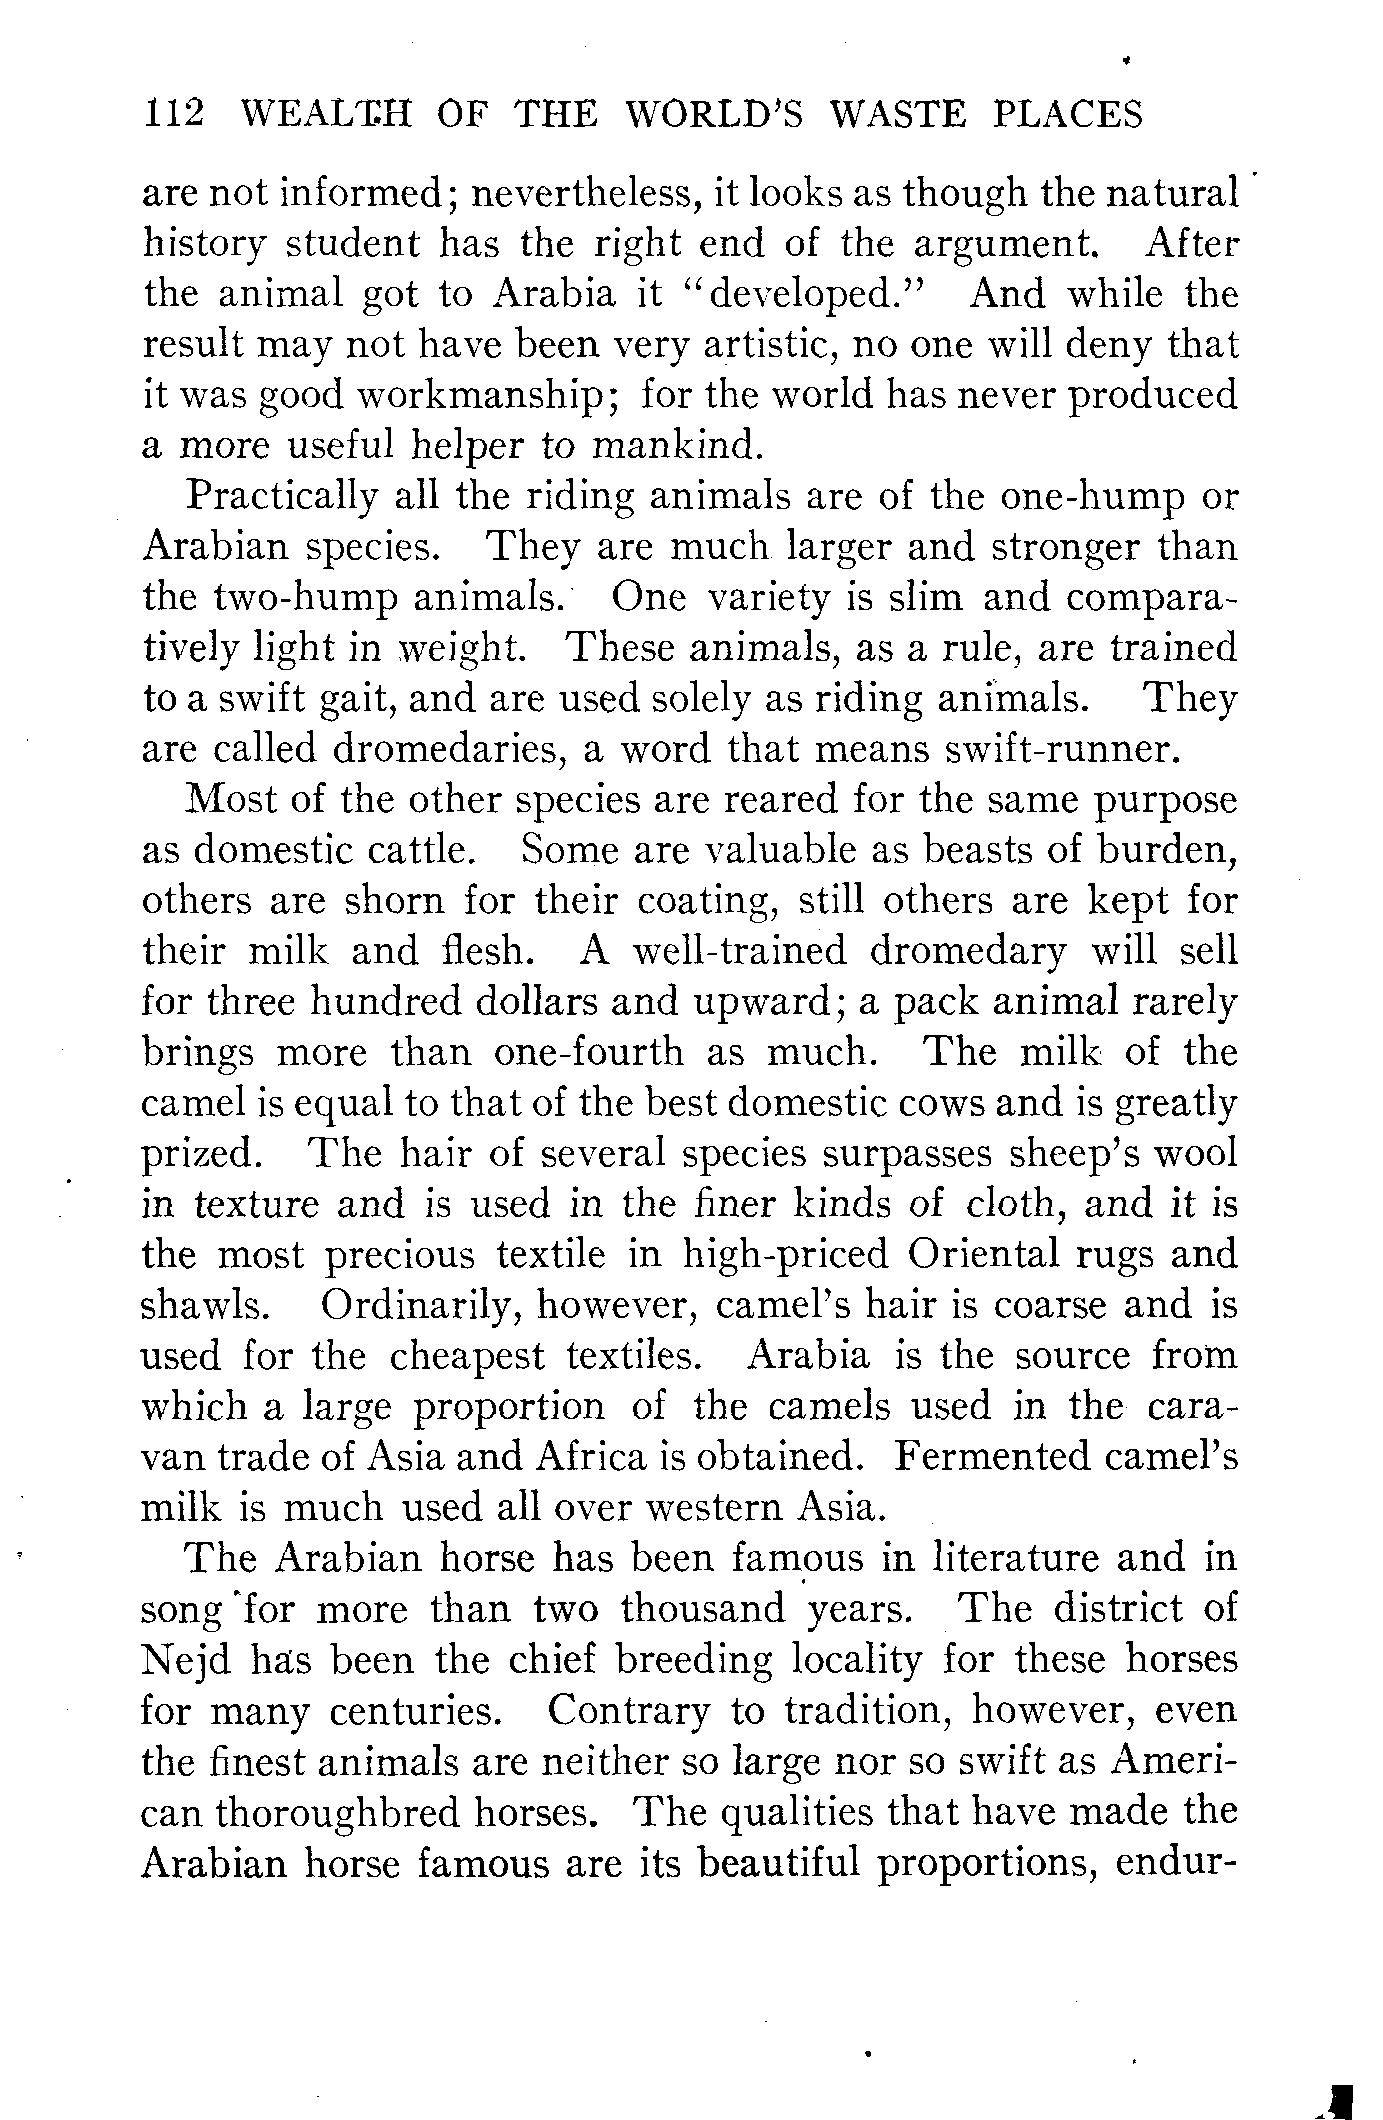 112 WEALTH OF THE WORLD'S WASTE PLACES
are not informed; nevertheless, it looks as though the natural
history student has the right end of the argument. After
the animal got to Arabia it "developed." And while the
result may not have been very artistic, no one will deny that
it was good workmanship; for the world has never produced
a more useful helper to mankind.
Practically all the riding animals are of the one-hump or
Arabian species. They are much larger and stronger than
the two-hump animals. One variety is slim and compara-
tively light in weight. These animals, as a rule, are trained
to a swift gait, and are used solely as riding animals. They
are called dromedaries, a word that means swift-runner.
Most of the other species are reared for the same purpose
as domestic cattle. Some are valuable as beasts of burden,
others are shorn for their coating, still others are kept for
their milk and flesh. A well-trained dromedary will sell
for three hundred dollars and upward; a pack animal rarely
brings more than one-fourth as much. The milk of the
camel is equal to that of the best domestic cows and is greatly
prized. The hair of several species surpasses sheep's wool
in texture and is used in the finer kinds of cloth, and it is
the most precious textile in high-priced Oriental rugs and
shawls. Ordinarily, however, camel's hair is coarse and is
used for the cheapest textiles. Arabia is the source from
which a large proportion of the camels used in the cara-
van trade of Asia and Africa is obtained. Fermented camel's
milk is much used all over western Asia.
The Arabian horse has been famous in literature and in
song for more than two thousand years. The district of
Nejd has been the chief breeding locality for these horses
for many centuries. Contrary to tradition, however, even
the finest animals are neither so large nor so swift as Ameri-
can thoroughbred horses. The qualities that have made the
Arabian horse famous are its beautiful proportions, endur-